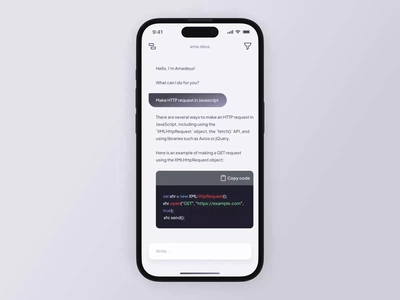 9:41
ama.deus.
Hello, I'm Amadeus!
What can I do for you?
Make HTTP request in Javascript
There are several ways to make an HTTP request in
JavaScript, including using the
`XMLHttpRequest` object, the `fetch()` API, and
using libraries such as Axios or jQuery.
Here is an example of making a GET request
using the XMLHttpRequest object:
Copy code
var xhr = new XMLHttpRequest();
xhr.open("GET", "https://example.com",
true);
xhr.send();
Write...